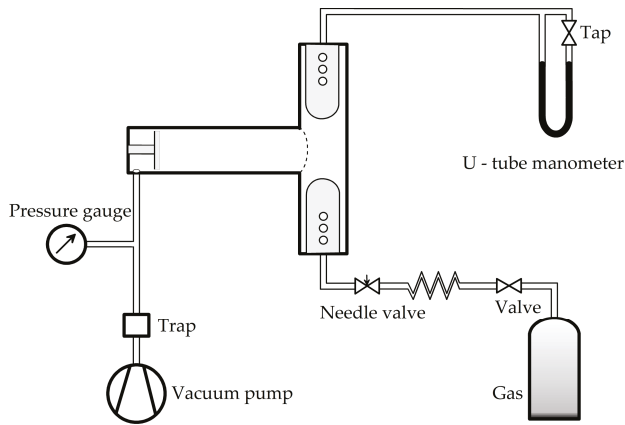 Tap
U - tube manometer
Pressure gauge
Needle valve
Valve
Trap
Vacuum pump
Gas